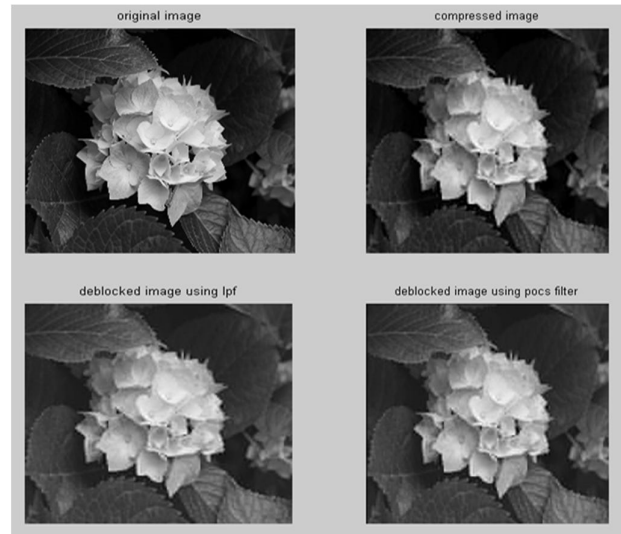 original image
compressed image
deblocked image using lpf
deblocked image using pocs filter